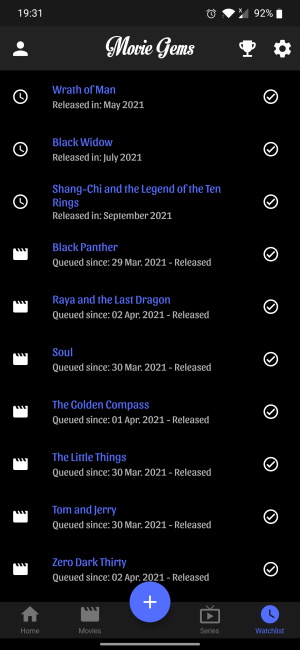 19:31
92%
Movie Gems
Wrath of Man
Released in: May 2021
Black Widow
Released in: July 2021
Shang-Chi and the Legend of the Ten
Rings
Released in: September 2021
Black Panther
Queued since: 29 Mar. 2021 - Released
Raya and the Last Dragon
Queued since: 02 Apr. 2021 - Released
Soul
Queued since: 30 Mar. 2021 - Released
The Golden Compass
Queued since: 01 Apr. 2021 - Released
The Little Things
Queued since: 30 Mar. 2021 - Released
Tom and Jerry
Queued since: 30 Mar. 2021 - Released
Zero Dark Thirty
Queued since: 02 Apr. 2021 - Released
Home
Movies
Series
Watchlist